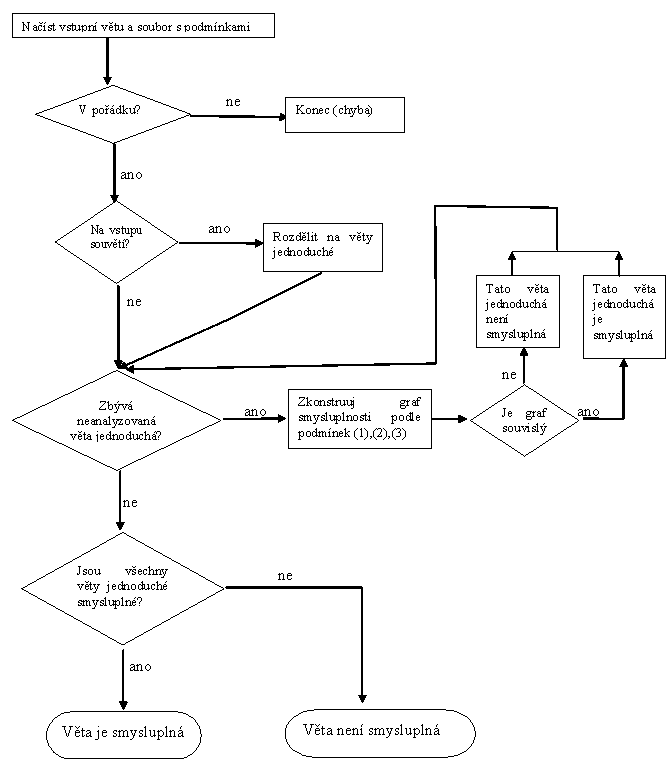 Načíst vstupní větu a soubor s podmínkami
V pořádku?
ne
Konec (chyba)
ano
Na vstupu
souvětí?
ano
Rozdělit na věty
jednoduché
ne
Tato věta
jednoduchá
není
smysluplná
Tato věta
jednoduchá
je
smysluplná
ne
Zbývá
neanalyzovaná
věta jednoduchá?
ano
Zkonstruuj graf
smysluplnosti podle
podmínek (1),(2),(3)
Je graf
souvislý
ano
ne
Jsou všechny
věty jednoduché
smysluplné?
ne
ano
Věta je smysluplná
Věta není smysluplná